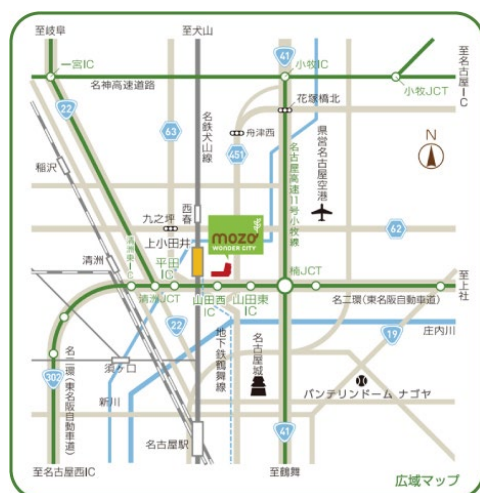 至岐阜
至犬山
一宮IC
41
小牧IC
至名古屋IC
名神高速道路
小牧JCT
22
名鉄犬山線
花塚橋北
63
舟津西
県営名古屋空港
N
451
稲沢
名古屋高速11号小牧線
西春
九之坪
mozo
WONDER CITY
62
上小田井
清洲
清洲東IC
平田IC
楠JCT
至上社
清洲JCT
山田西IC
山田東IC
名二環(東名阪自動車道)
22
庄内川
19
地下鉄鶴舞線
名古屋城
須ケ口
302
名二環(東名阪自動車道)
新川
バンテリンドーム ナゴヤ
名古屋駅
41
至名古屋西IC
至鶴舞
広域マップ